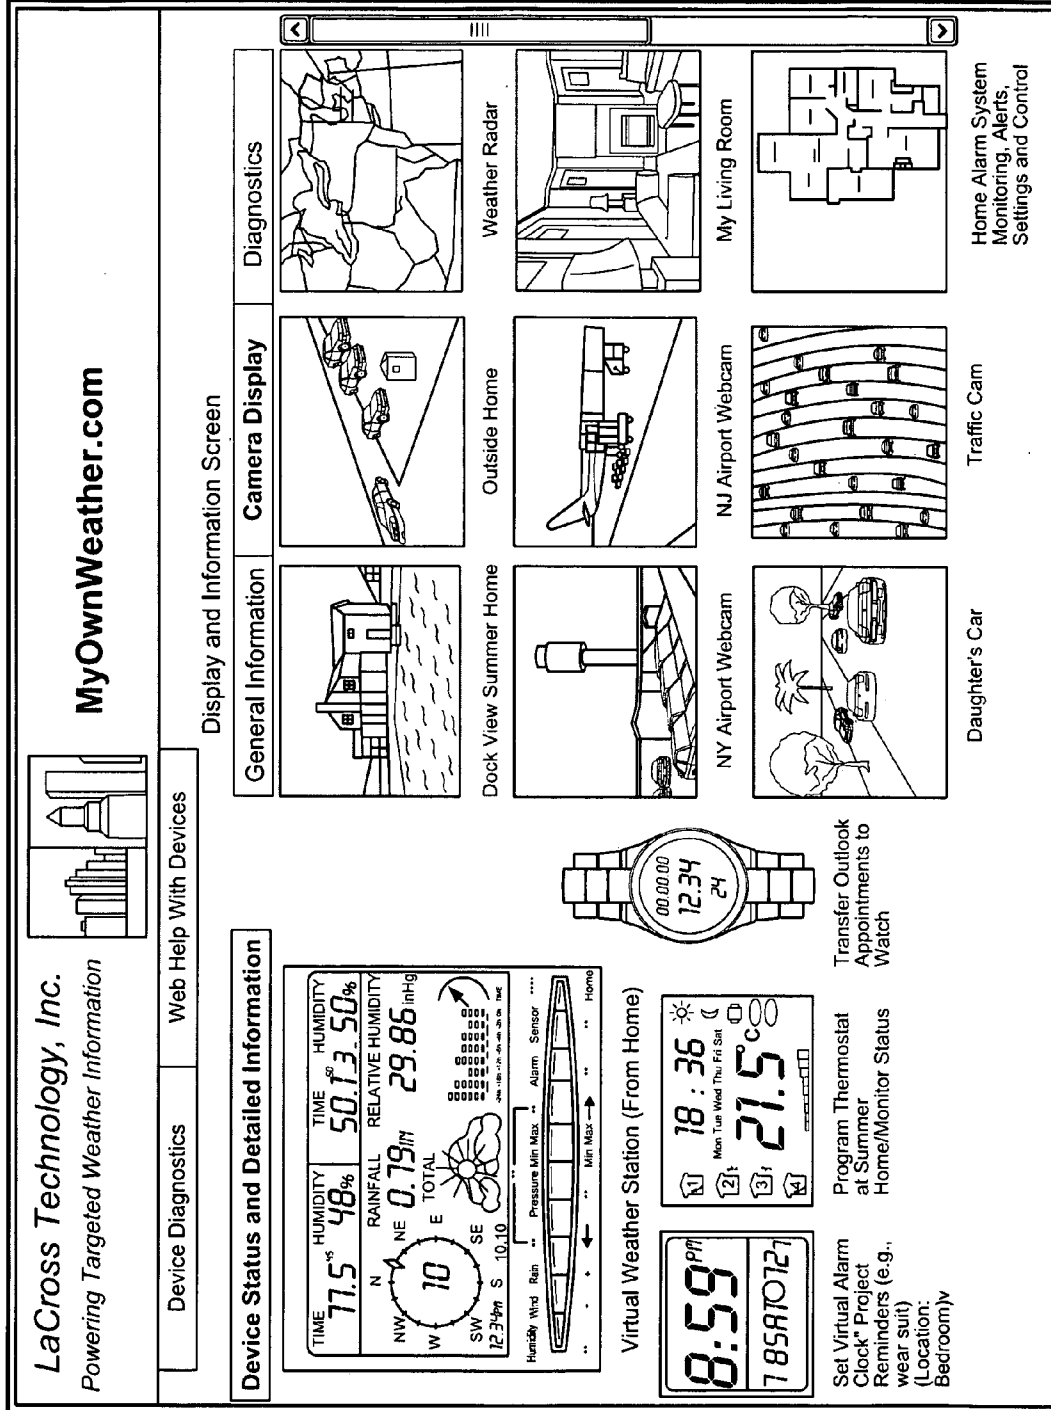 LaCross Technology, Inc.
Powering Targeted Weather Information
MyOwnWeather.com
Device Diagnostics
Web Help With Devices
Display and Information Screen
Device Status and Detailed Information
General Information
Camera Display
Diagnostics
TIME
HUMIDITY
TIME
HUMIDITY
77.5
48%
50.T3.50%
RAINFALL
RELATIVE HUMIDITY
0.79IN
29.86inHg
TOTAL
N
NE
E
SE
S
SW
W
NW
10
12.34pm
10.10
TIME
Humidity Wind Rain Pressure Min Max Alarm Sensor
Min Max
Home
Virtual Weather Station (From Home)
8:59PM
Set Virtual Alarm
Clock" Project
Reminders (e.g.,
wear suit)
(Location:
Bedroom)v
18:36
Mon Tue Wed Thu Fri Sat
21.5°C
1
2
3
4
Program Thermostat
at Summer
Home/Monitor Status
00.00.00
12.34
24
Transfer Outlook
Appointments to
Watch
Dock View Summer Home
Outside Home
Weather Radar
NY Airport Webcam
NJ Airport Webcam
My Living Room
Daughter's Car
Traffic Cam
Home Alarm System
Monitoring, Alerts,
Settings and Control